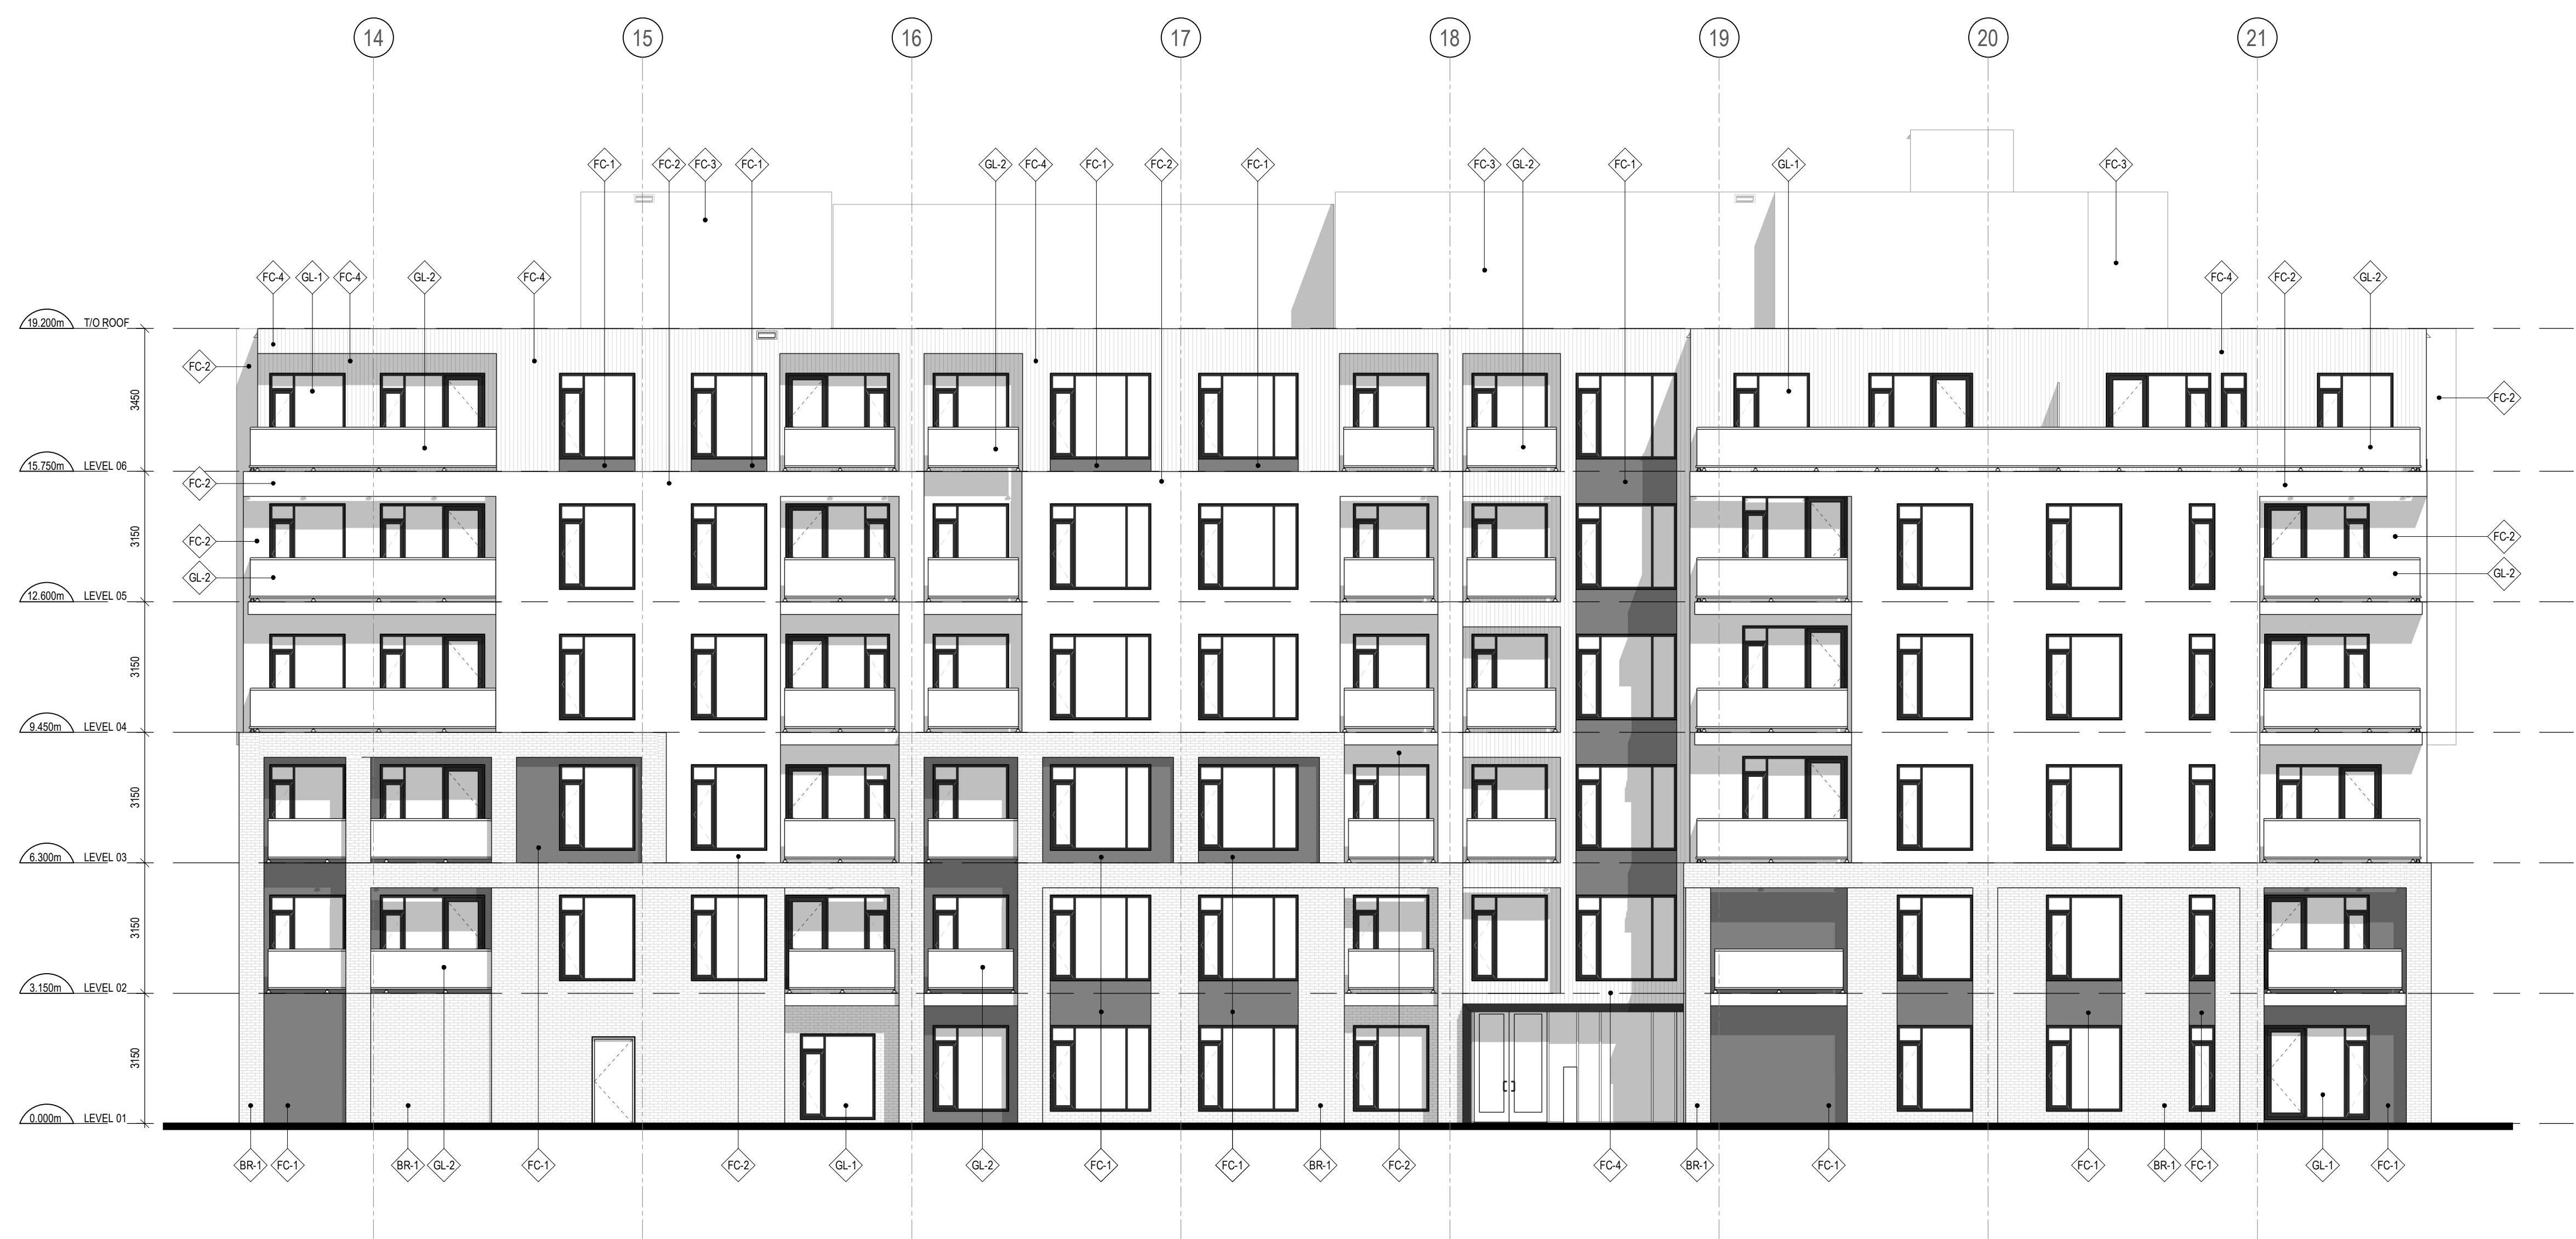 14 15 16 17 18 19 20 21
FC-1 FC-2 FC-3 FC-1 GL-2 FC-4 FC-1 FC-2 FC-1 FC-3 GL-2 FC-1 GL-1 FC-3
FC-4 GL-1 FC-4 GL-2 FC-4 FC-4 FC-2 GL-2
19.200m T/O ROOF
FC-2
3450
FC-2
15.750m LEVEL 06
FC-2
3150
FC-2 FC-2
GL-2 GL-2
12.600m LEVEL 05
3150
9.450m LEVEL 04
3150
6.300m LEVEL 03
3150
3.150m LEVEL 02
3150
0.000m LEVEL 01
BR-1 FC-1 BR-1 GL-2 FC-1 FC-2 GL-1 GL-2 FC-1 FC-1 BR-1 FC-2 FC-4 BR-1 FC-1 FC-1 BR-1 FC-1 GL-1 FC-1